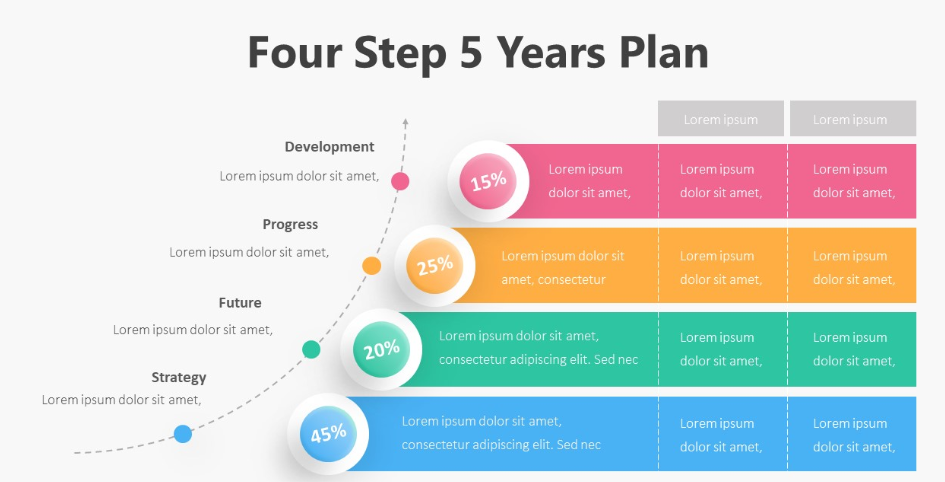 Four Step 5 Years Plan
Lorem ipsum
Lorem ipsum
Development
Lorem ipsum dolor sit amet,
15%
Lorem ipsum
dolor sit amet,
Lorem ipsum
dolor sit amet,
Lorem ipsum
dolor sit amet,
Progress
Lorem ipsum dolor sit amet,
25%
Lorem ipsum dolor sit
amet, consectetur
Lorem ipsum
dolor sit amet,
Lorem ipsum
dolor sit amet,
Future
Lorem ipsum dolor sit amet,
20%
Lorem ipsum dolor sit amet,
consectetur adipiscing elit. Sed nec
Lorem ipsum
dolor sit amet,
Lorem ipsum
dolor sit amet,
Strategy
Lorem ipsum dolor sit amet,
45%
Lorem ipsum dolor sit amet,
consectetur adipiscing elit. Sed nec
Lorem ipsum
dolor sit amet,
Lorem ipsum
dolor sit amet,